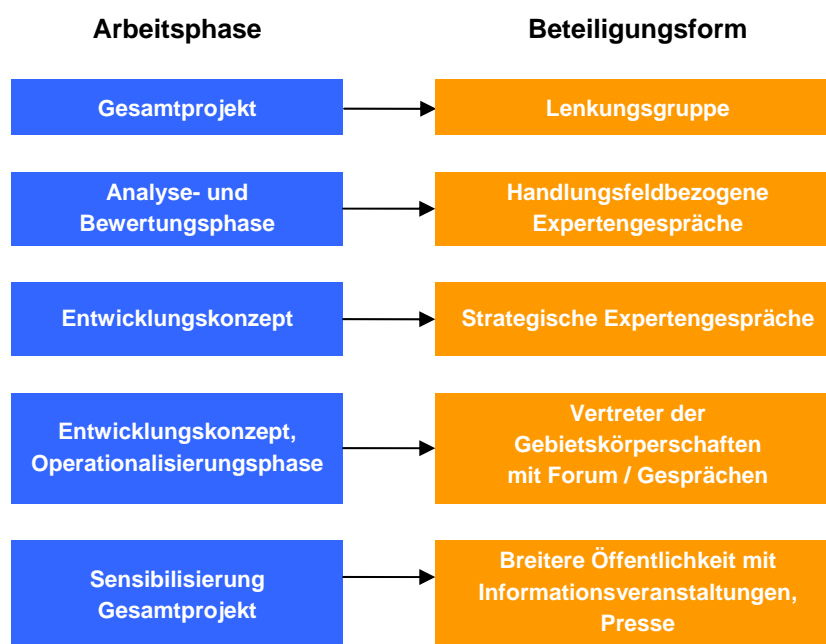 Arbeitsphase
Beteiligungsform
Gesamtprojekt
Lenkungsgruppe
Analyse- und
Bewertungsphase
Handlungsfeldbezogene
Expertengespräche
Entwicklungskonzept
Strategische Expertengespräche
Entwicklungskonzept,
Operationalisierungsphase
Vertreter der
Gebietskörperschaften
mit Forum / Gesprächen
Sensibilisierung
Gesamtprojekt
Breitere Öffentlichkeit mit
Informationsveranstaltungen,
Presse